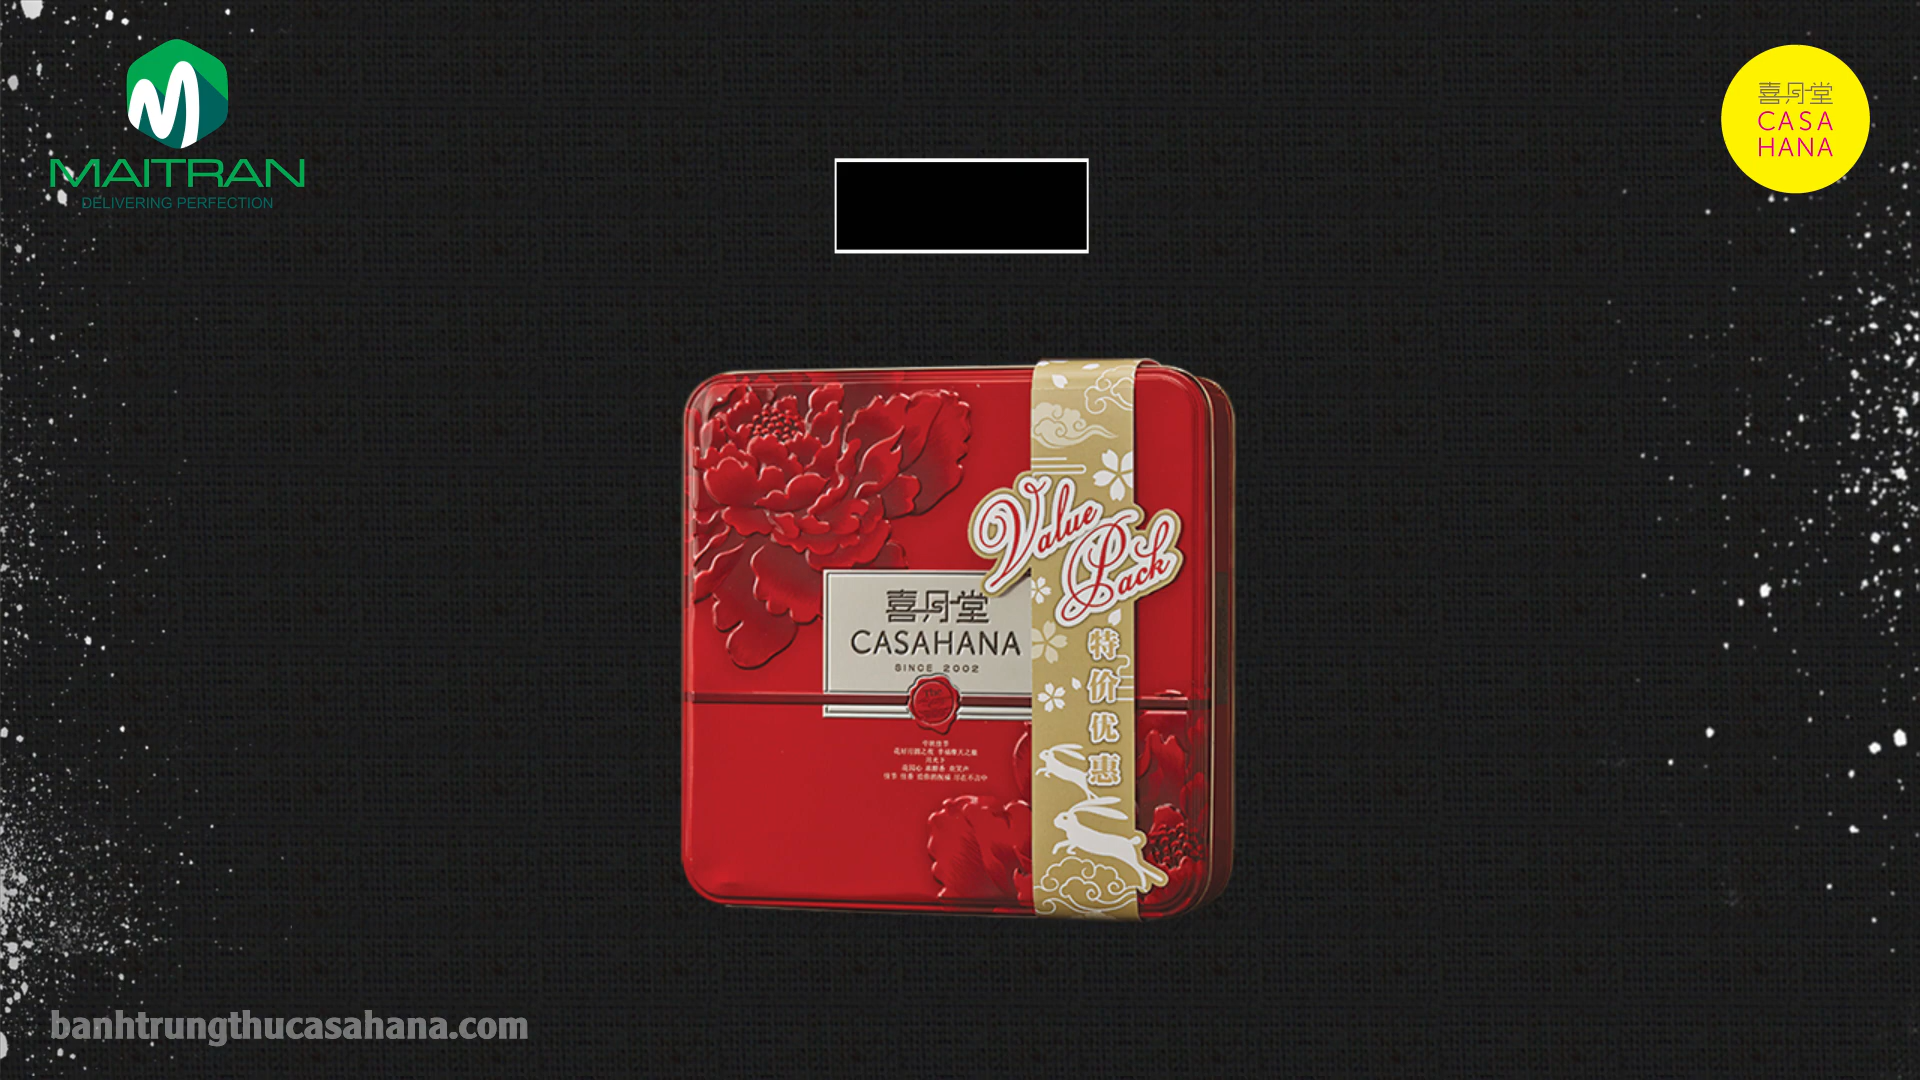 MAITRAN
DELIVERING PERFECTION
喜月堂
CASA
HANA
Value
Pack
喜月堂
CASAHANA
SINCE 2002
The
特价优惠
banhtrungthucasahana.com